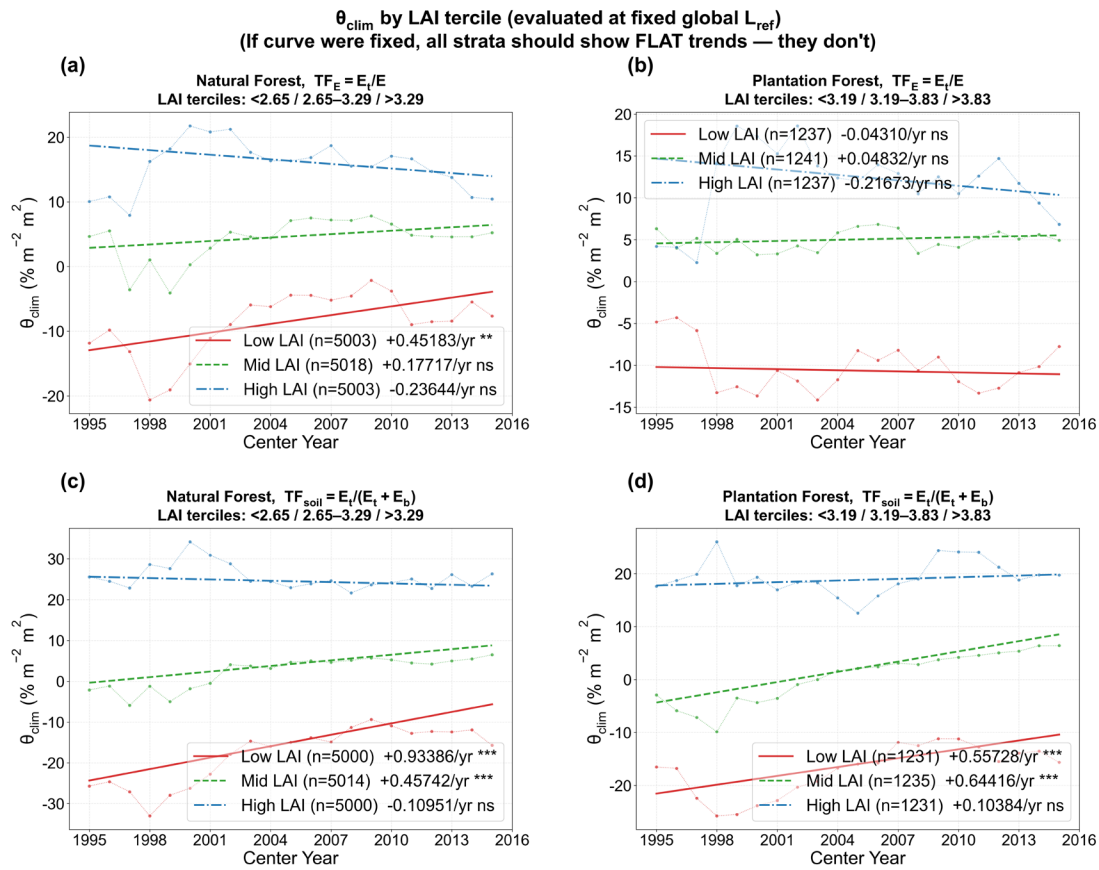 θclim by LAI tercile (evaluated at fixed global Lref)
(If curve were fixed, all strata should show FLAT trends — they don't)
(a)
Natural Forest, TFE = Et/E
LAI terciles: <2.65 / 2.65–3.29 / >3.29
θclim (% m−2 m2)
20
10
0
-10
-20
Low LAI (n=5003) +0.45183/yr **
Mid LAI (n=5018) +0.17717/yr ns
High LAI (n=5003) -0.23644/yr ns
1995 1998 2001 2004 2007 2010 2013 2016
Center Year
(b)
Plantation Forest, TFE = Et/E
LAI terciles: <3.19 / 3.19–3.83 / >3.83
θclim (% m−2 m2)
20
15
10
5
0
-5
-10
-15
Low LAI (n=1237) -0.04310/yr ns
Mid LAI (n=1241) +0.04832/yr ns
High LAI (n=1237) -0.21673/yr ns
1995 1998 2001 2004 2007 2010 2013 2016
Center Year
(c)
Natural Forest, TFsoil = Et/(Et + Eb)
LAI terciles: <2.65 / 2.65–3.29 / >3.29
θclim (% m−2 m2)
30
20
10
0
-10
-20
-30
Low LAI (n=5000) +0.93386/yr ***
Mid LAI (n=5014) +0.45742/yr ***
High LAI (n=5000) -0.10951/yr ns
1995 1998 2001 2004 2007 2010 2013 2016
Center Year
(d)
Plantation Forest, TFsoil = Et/(Et + Eb)
LAI terciles: <3.19 / 3.19–3.83 / >3.83
θclim (% m−2 m2)
20
10
0
-10
-20
Low LAI (n=1231) +0.55728/yr ***
Mid LAI (n=1235) +0.64416/yr ***
High LAI (n=1231) +0.10384/yr ns
1995 1998 2001 2004 2007 2010 2013 2016
Center Year